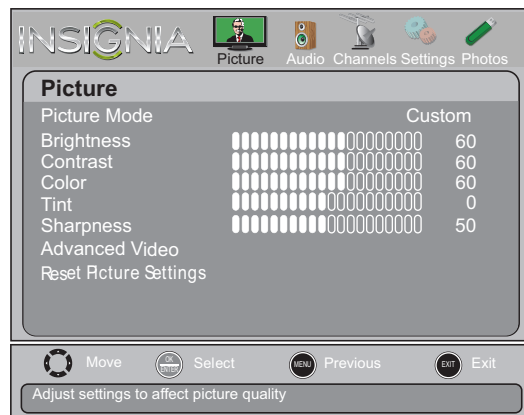 INSIGNIA
Picture Audio Channels Settings Photos
Picture
Picture Mode Custom
Brightness 60
Contrast 60
Color 60
Tint 0
Sharpness 50
Advanced Video
Reset Picture Settings
Move OK ENTER Select MENU Previous EXIT Exit
Adjust settings to affect picture quality